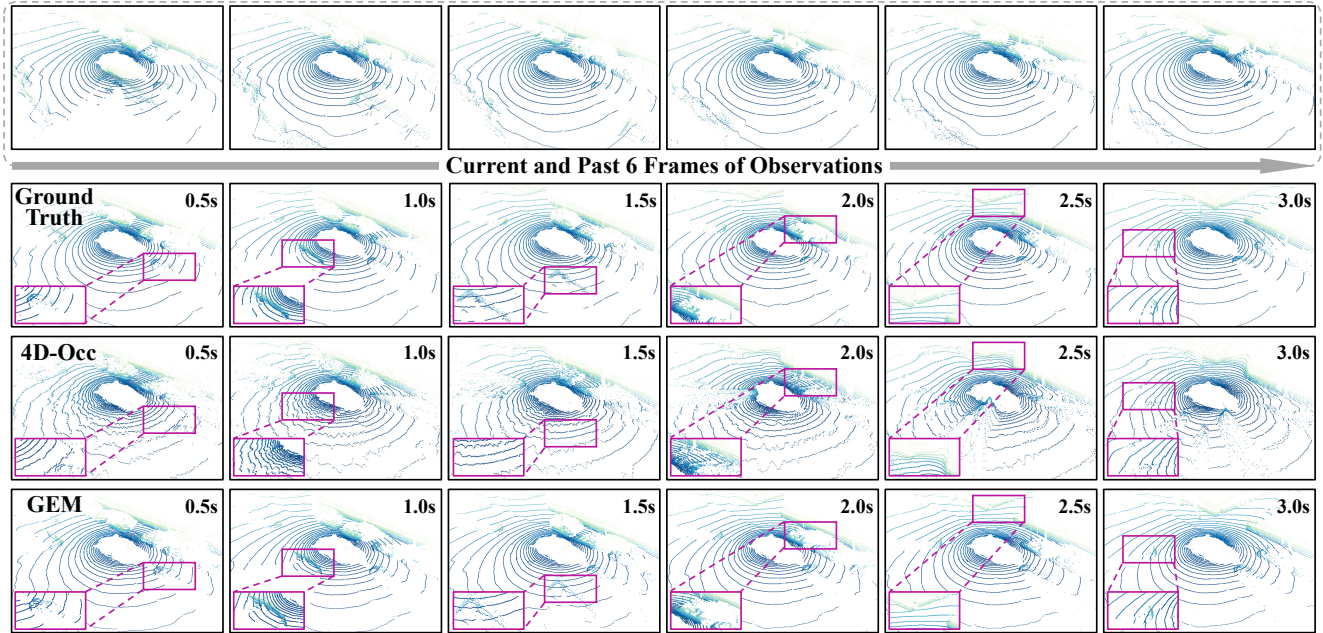 Current and Past 6 Frames of Observations
Ground Truth 0.5s 1.0s 1.5s 2.0s 2.5s 3.0s
4D-Occ 0.5s 1.0s 1.5s 2.0s 2.5s 3.0s
GEM 0.5s 1.0s 1.5s 2.0s 2.5s 3.0s